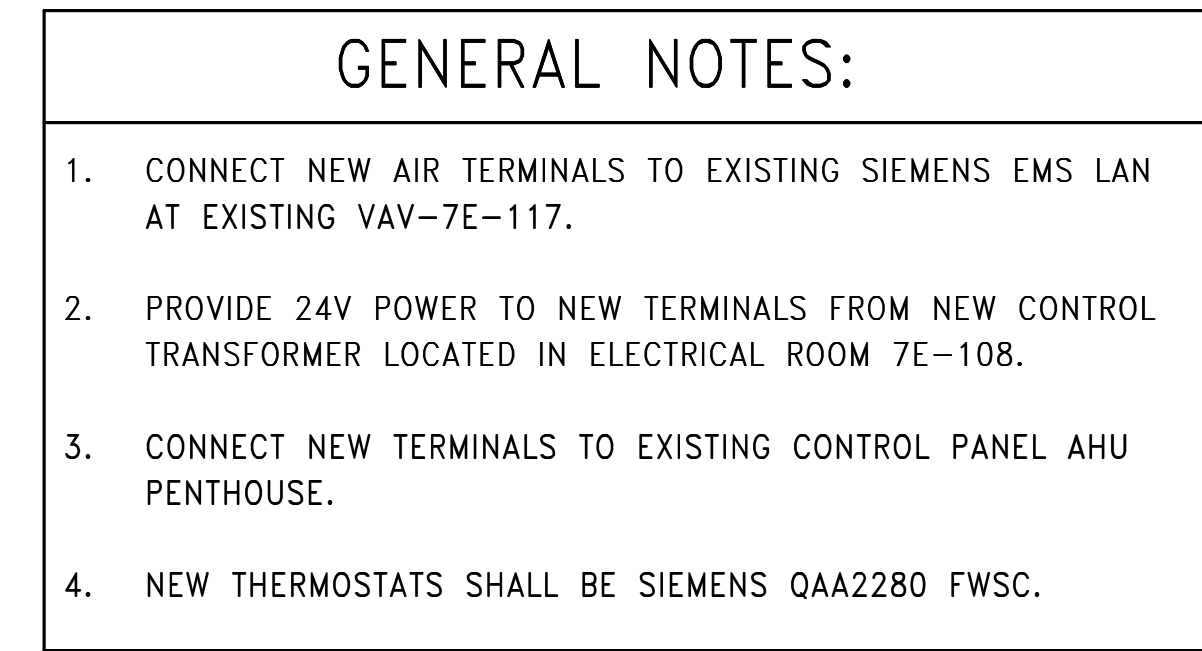 GENERAL NOTES:
1. CONNECT NEW AIR TERMINALS TO EXISTING SIEMENS EMS LAN
AT EXISTING VAV-7E-117.
2. PROVIDE 24V POWER TO NEW TERMINALS FROM NEW CONTROL
TRANSFORMER LOCATED IN ELECTRICAL ROOM 7E-108.
3. CONNECT NEW TERMINALS TO EXISTING CONTROL PANEL AHU
PENTHOUSE.
4. NEW THERMOSTATS SHALL BE SIEMENS QAA2280 FWSC.